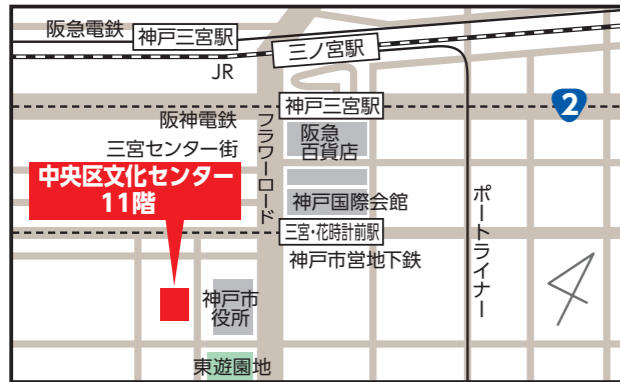 阪急電鉄
神戸三宮駅
三ノ宮駅
JR
神戸三宮駅
2
阪神電鉄
フラワーロード
阪急
百貨店
三宮センター街
中央区文化センター
11階
神戸国際会館
ポートライナー
三宮・花時計前駅
神戸市営地下鉄
神戸市
役所
東遊園地